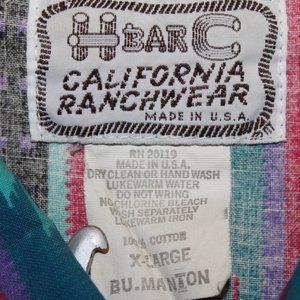 H BAR C
CALIFORNIA
RANCHWEAR
MADE IN U.S.A.
RN 20119
MADE IN U.S.A.
DRY CLEAN OR HAND WASH
LUKEWARM WATER
DO NOT WRING
NO CHLORINE BLEACH
WASH SEPARATELY
LUKEWARM IRON
100% COTTON
X-LARGE
BU. MANTON